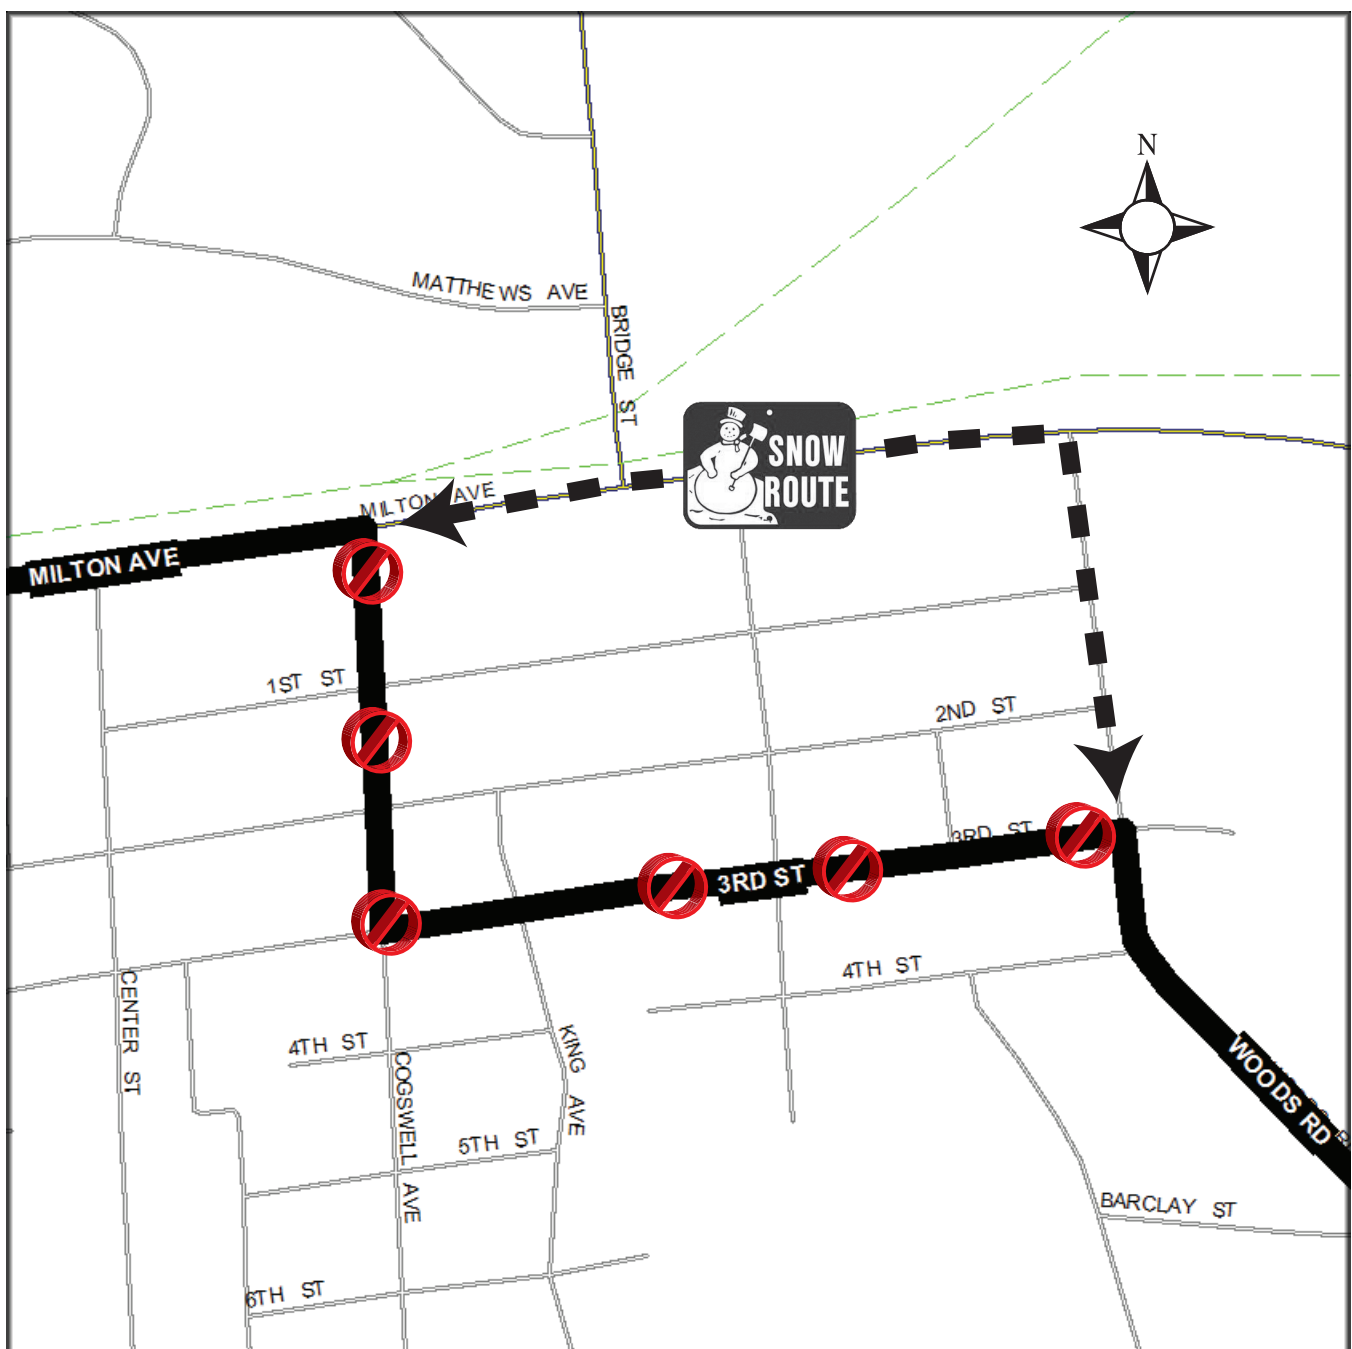 N
MATTHEWS AVE
BRIDGE ST
SNOW
ROUTE
MILTON AVE
MILTON AVE
1ST ST
2ND ST
3RD ST
3RD ST
4TH ST
CENTER ST
4TH ST
KING AVE
COGSWELL AVE
WOODS RD
5TH ST
BARCLAY ST
6TH ST